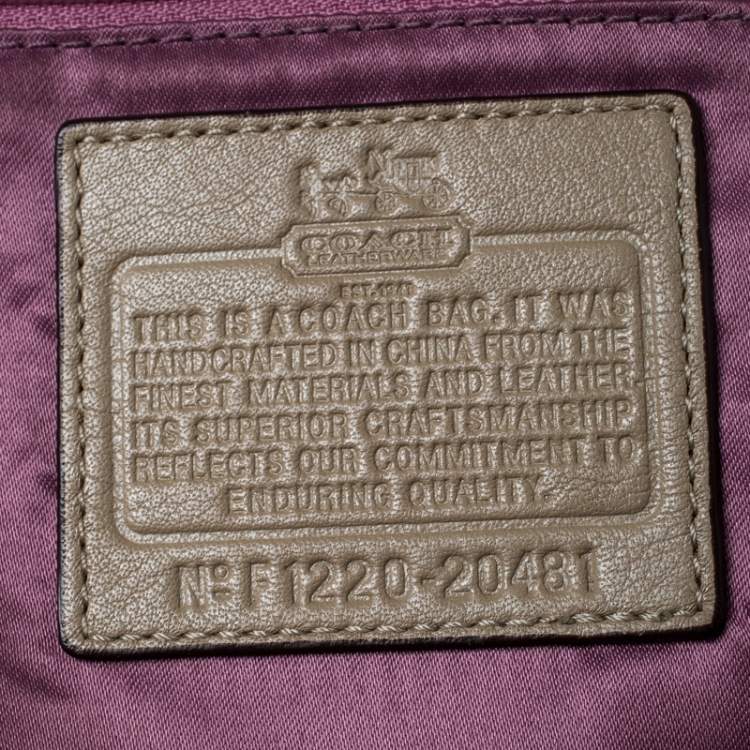 COACH
LEATHERWARE
EST. 1941
THIS IS A COACH BAG. IT WAS
HANDCRAFTED IN CHINA FROM THE
FINEST MATERIALS AND LEATHER
ITS SUPERIOR CRAFTSMANSHIP
REFLECTS OUR COMMITMENT TO
ENDURING QUALITY.
Nº F1220-20481